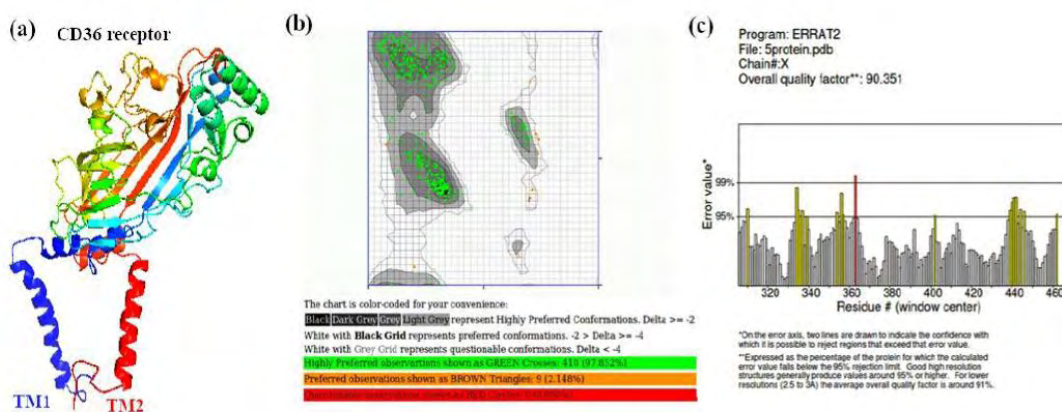 (a)
CD36 receptor
TM1
TM2
(b)
The chart is color-coded for your convenience:
Black Dark Grey Grey Light Grey represent Highly Preferred Conformations. Delta >= -2
White with Black Grid represents preferred conformations. -2 > Delta >= -4
White with Grey Grid represents questionable conformations. Delta < -4
Highly Preferred observations shown as GREEN Crosses:
Preferred observations shown as BROWN Triangles: 9 (2.148%)
(c)
Program: ERRAT2
File: 5protein.pdb
Chain#:X
Overall quality factor**: 90.351
Error value*
99%
95%
320 340 360 380 400 420 440 460
Residue # (window center)
*On the error axis, two lines are drawn to indicate the confidence with
which it is possible to reject regions that exceed that error value.
**Expressed as the percentage of the protein for which the calculated
error value falls below the 95% rejection limit. Good high resolution
structures generally produce values around 95% or higher. For lower
resolutions (2.5 to 3A) the average overall quality factor is around 91%.